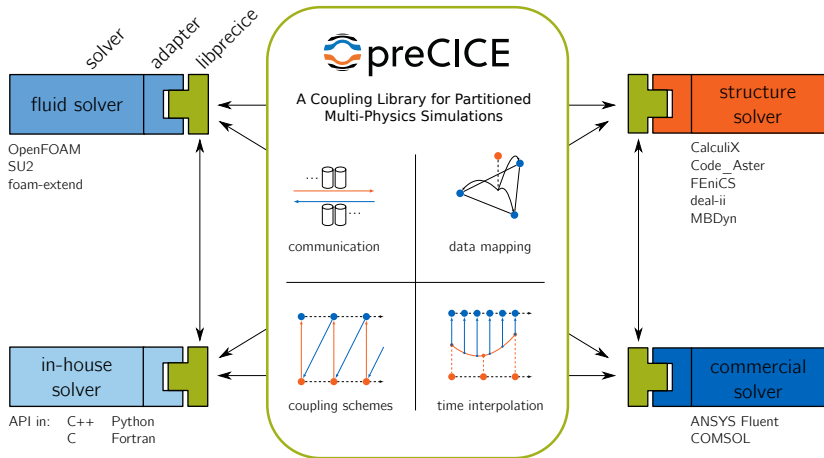 solver
adapter
libprecice
preCICE
A Coupling Library for Partitioned
Multi-Physics Simulations
fluid solver
OpenFOAM
SU2
foam-extend
structure
solver
CalculiX
Code_Aster
FEniCS
deal-ii
MBDyn
...
...
communication
data mapping
coupling schemes
time interpolation
in-house
solver
API in: C++ Python
C Fortran
commercial
solver
ANSYS Fluent
COMSOL